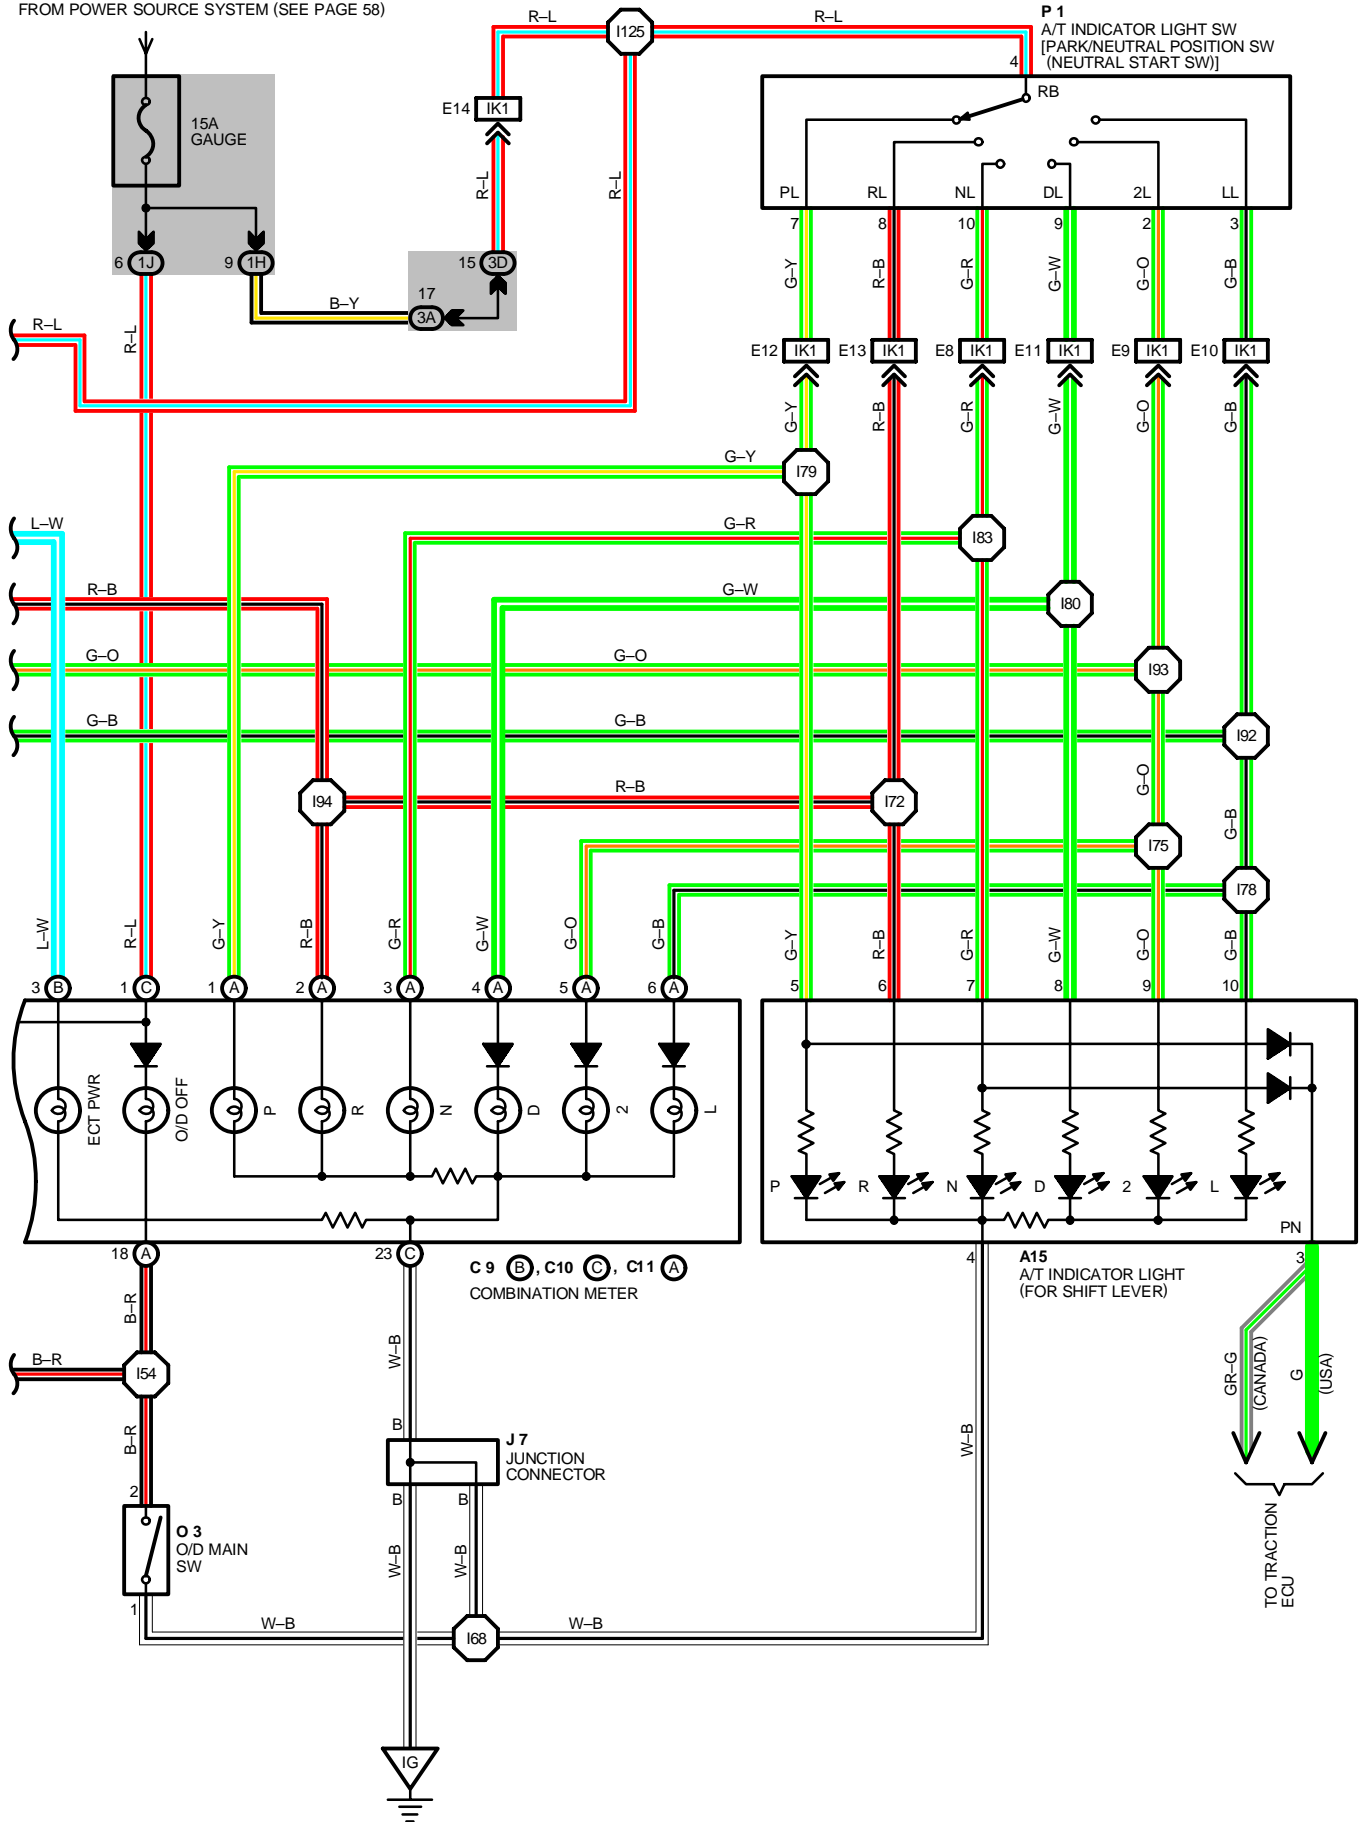 FROM POWER SOURCE SYSTEM (SEE PAGE 58)
R–L
I125
R–L
P 1
A/T INDICATOR LIGHT SW
[PARK/NEUTRAL POSITION SW
(NEUTRAL START SW)]
4
RB
E14 IK1
15A
GAUGE
R–L
R–L
PL RL NL DL 2L LL
7 8 10 9 2 3
6 1J 9 1H
15 3D
17
3A
B–Y
G–Y R–B G–R G–W G–O G–B
R–L
R–L
E12 IK1 E13 IK1 E8 IK1 E11 IK1 E9 IK1 E10 IK1
G–Y R–B G–R G–W G–O G–B
G–Y
I79
L–W
G–R
I83
R–B
G–W
I80
G–O
G–O
I93
G–B
G–B
I92
I94
R–B
I72
G–O
I75
G–B
I78
L–W R–L G–Y R–B G–R G–W G–O G–B
G–Y R–B G–R G–W G–O G–B
3 B 1 C 1 A 2 A 3 A 4 A 5 A 6 A
5 6 7 8 9 10
ECT PWR
O/D OFF
P R N D 2 L
P R N D 2 L
PN
18 A
23 C
C 9 B , C10 C , C11 A
COMBINATION METER
4
A15
A/T INDICATOR LIGHT
(FOR SHIFT LEVER)
3
B–R
W–B
B–R
I54
GR–G
(CANADA)
G
(USA)
B–R
B
J 7
JUNCTION
CONNECTOR
W–B
2
B B
O 3
O/D MAIN
SW
W–B
W–B
TO TRACTION
ECU
1
W–B
I68
W–B
IG